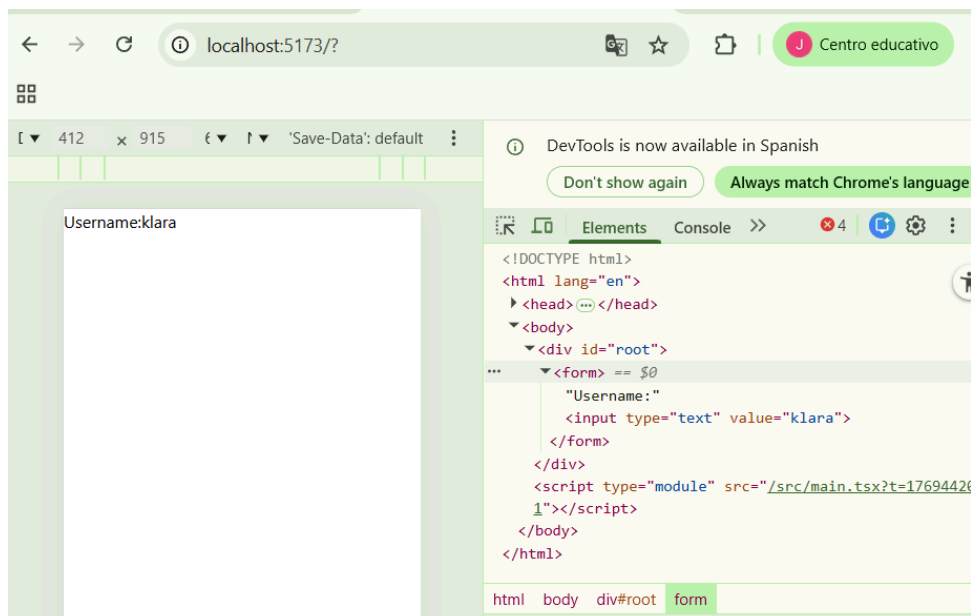 localhost:5173/?
J Centro educativo
412 × 915 'Save-Data': default
Username:klara
DevTools is now available in Spanish
Don't show again Always match Chrome's language
Elements Console 4
<!DOCTYPE html>
<html lang="en">
<head> </head>
<body>
<div id="root">
<form> == $0
"Username:"
<input type="text" value="klara">
</form>
</div>
<script type="module" src="/src/main.tsx?t=17694420
1"></script>
</body>
</html>
html body div#root form